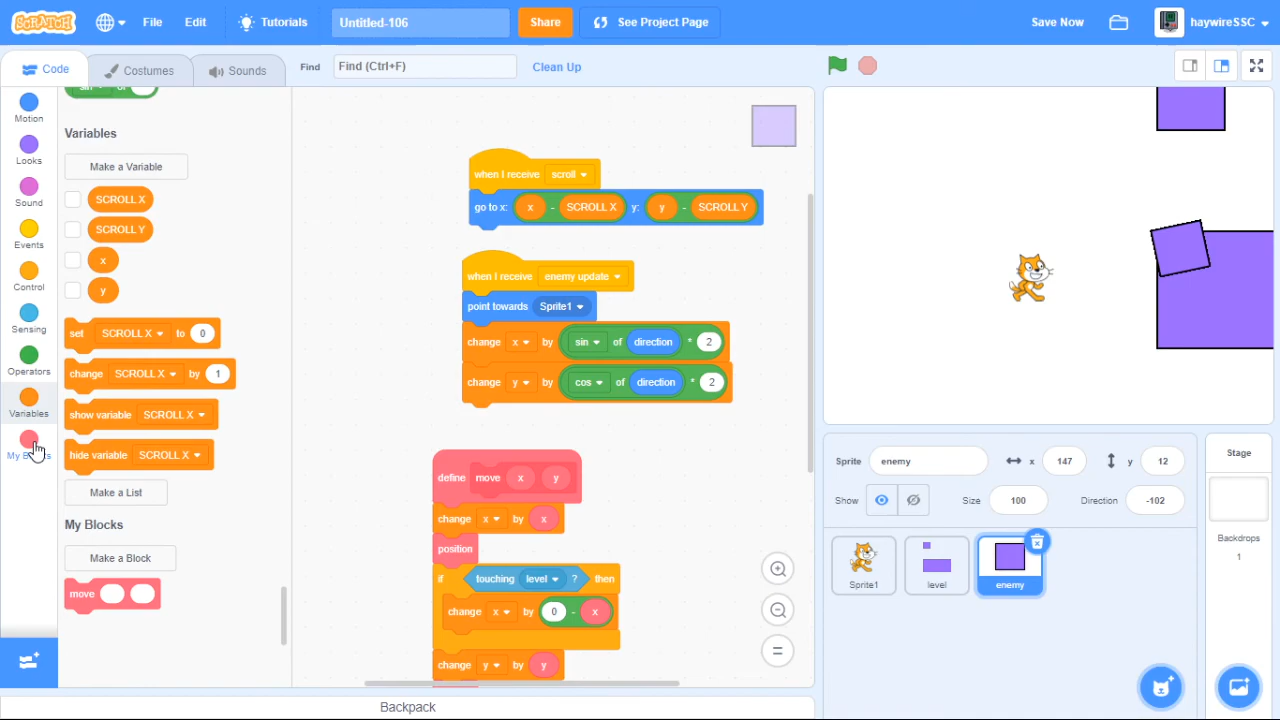 SCRATCH File Edit Tutorials Untitled-106 Share See Project Page Save Now haywireSSC
Code Costumes Sounds Find Find (Ctrl+F) Clean Up
Motion
Looks
Sound
Events
Control
Sensing
Operators
Variables
sin of
Variables
Make a Variable
SCROLL X
SCROLL Y
x
y
set SCROLL X to 0
change SCROLL X by 1
show variable SCROLL X
hide variable SCROLL X
Make a List
My Blocks
Make a Block
move
when I receive scroll
go to x: x - SCROLL X y: y - SCROLL Y
when I receive enemy update
point towards Sprite1
change x by sin of direction * 2
change y by cos of direction * 2
define move x y
change x by x
position
if touching level ? then
change x by 0 - x
change y by y
Sprite enemy x 147 y 12
Show Size 100 Direction -102
Sprite1 level enemy
Stage
Backdrops
1
Backpack